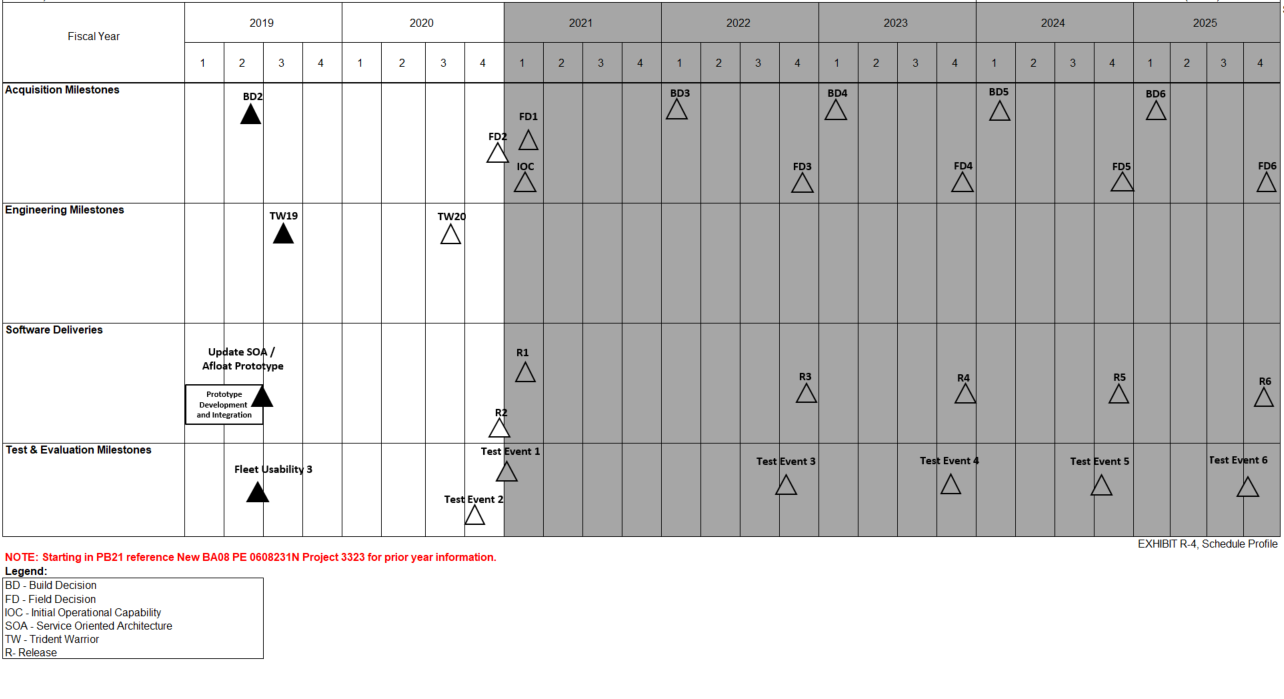 Fiscal Year
2019 2020 2021 2022 2023 2024 2025
1 2 3 4 1 2 3 4 1 2 3 4 1 2 3 4 1 2 3 4 1 2 3 4 1 2 3 4
Acquisition Milestones
BD2 BD3 BD4 BD5 BD6
FD1
FD2
IOC FD3 FD4 FD5 FD6
Engineering Milestones
TW19 TW20
Software Deliveries
Update SOA /
Afloat Prototype
R1
Prototype
Development
and Integration
R3 R4 R5 R6
R2
Test & Evaluation Milestones
Test Event 1
Fleet Usability 3
Test Event 3 Test Event 4 Test Event 5 Test Event 6
Test Event 2
EXHIBIT R-4, Schedule Profile
NOTE: Starting in PB21 reference New BA08 PE 0608231N Project 3323 for prior year information.
Legend:
BD - Build Decision
FD - Field Decision
IOC - Initial Operational Capability
SOA - Service Oriented Architecture
TW - Trident Warrior
R- Release